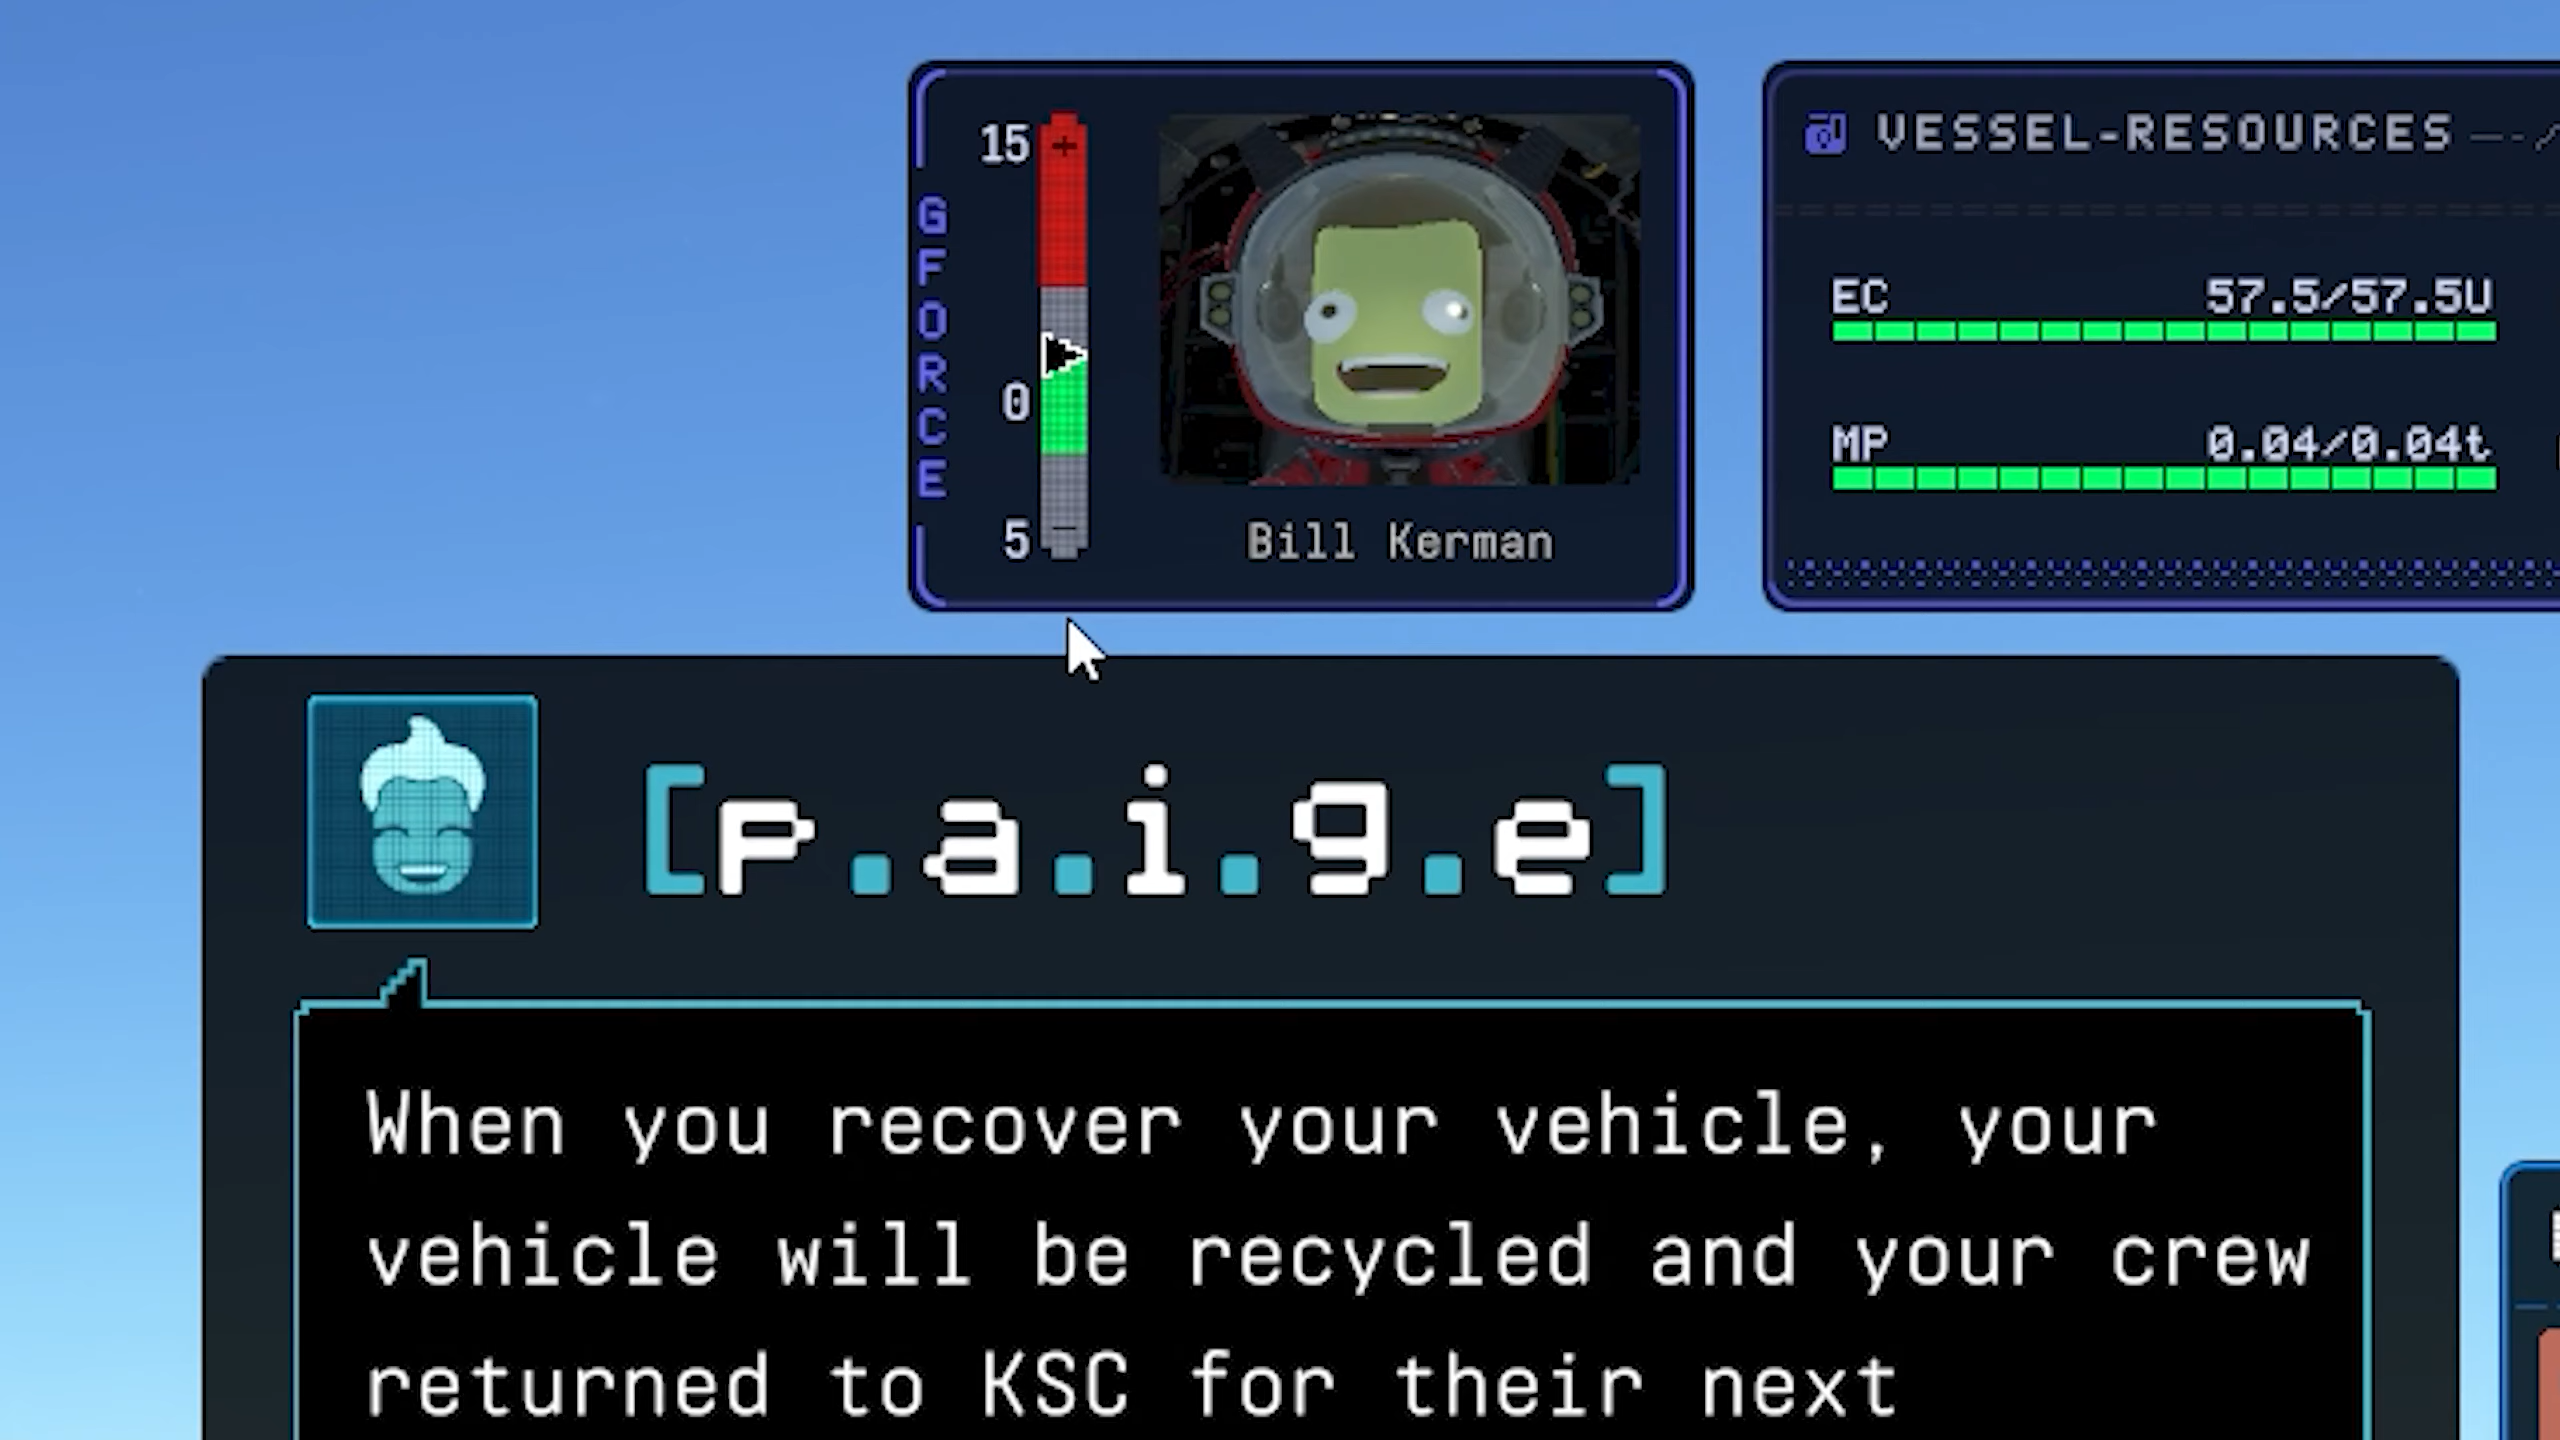 15
GFORCE
0
5
Bill Kerman
VESSEL-RESOURCES
EC 57.5/57.5U
MP 0.04/0.04t
[p.a.i.g.e]
When you recover your vehicle, your
vehicle will be recycled and your crew
returned to KSC for their next